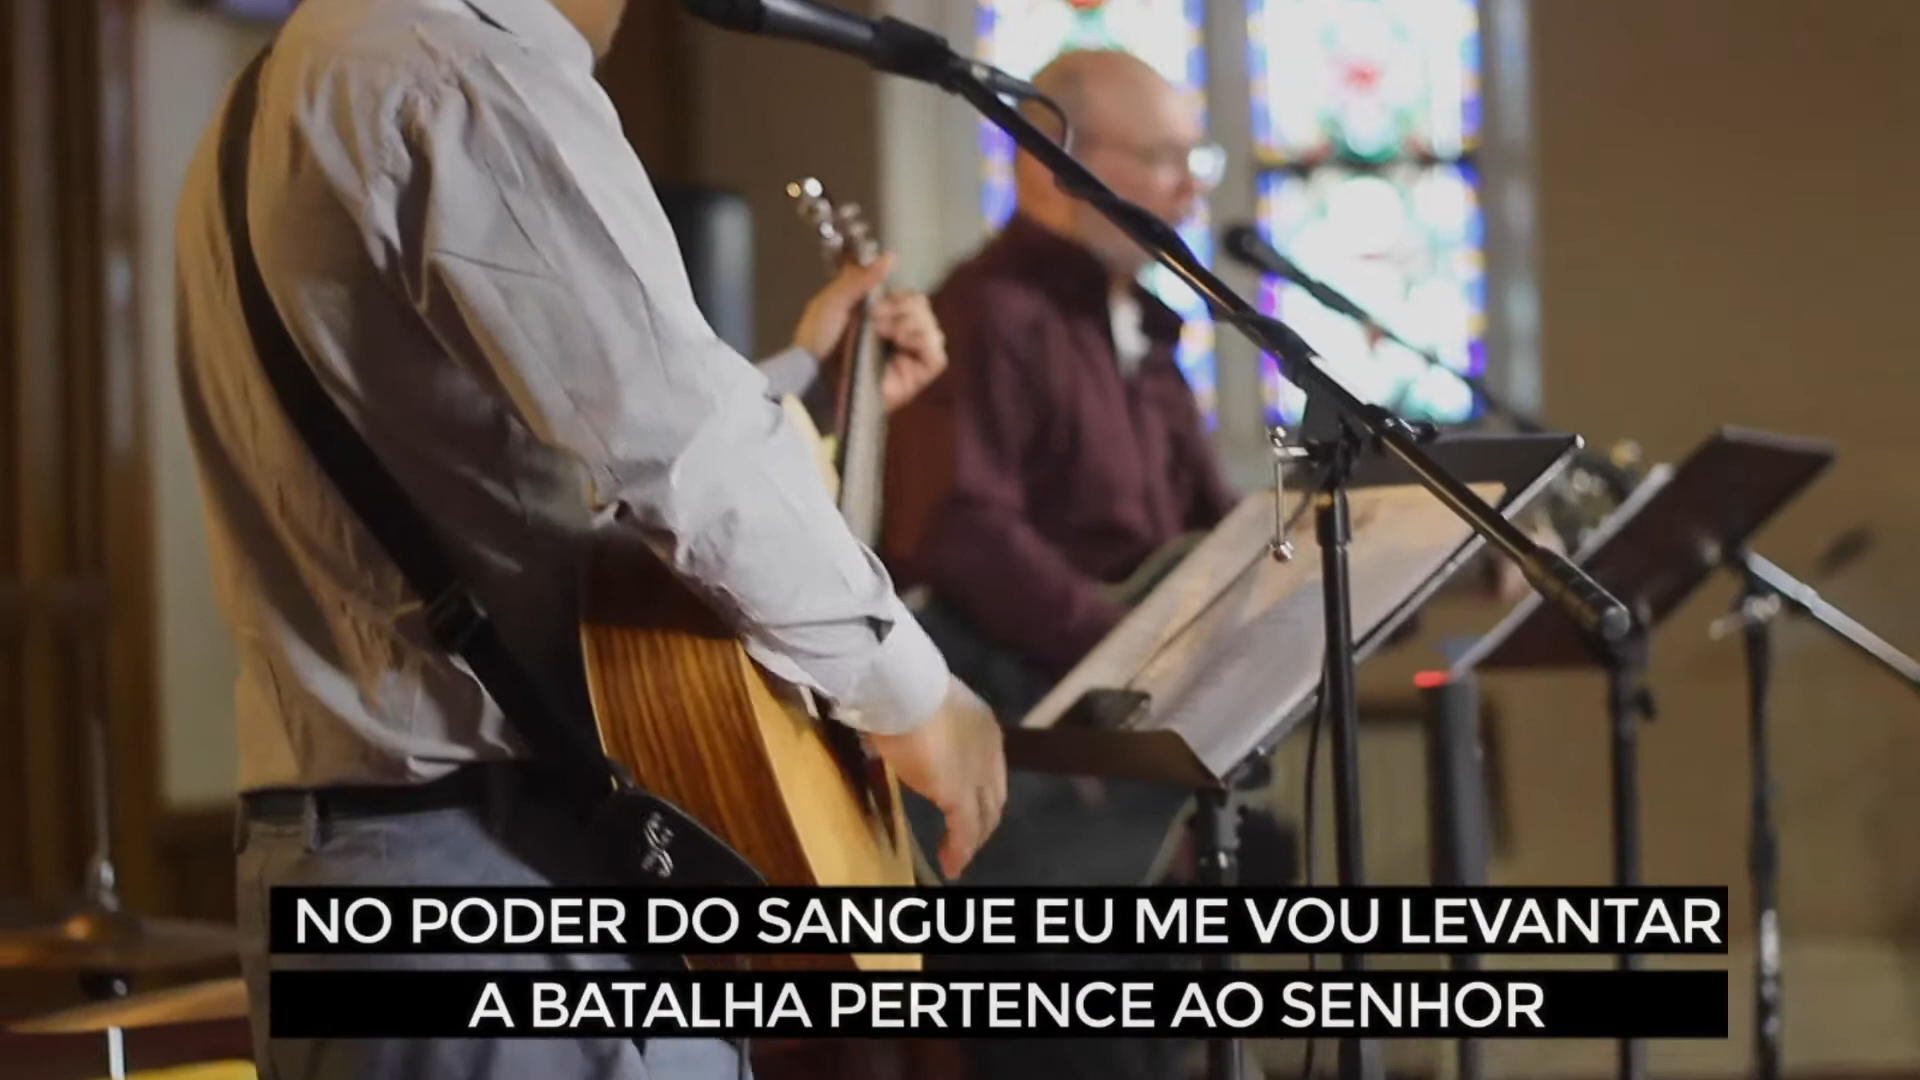 NO PODER DO SANGUE EU ME VOU LEVANTAR
A BATALHA PERTENCE AO SENHOR